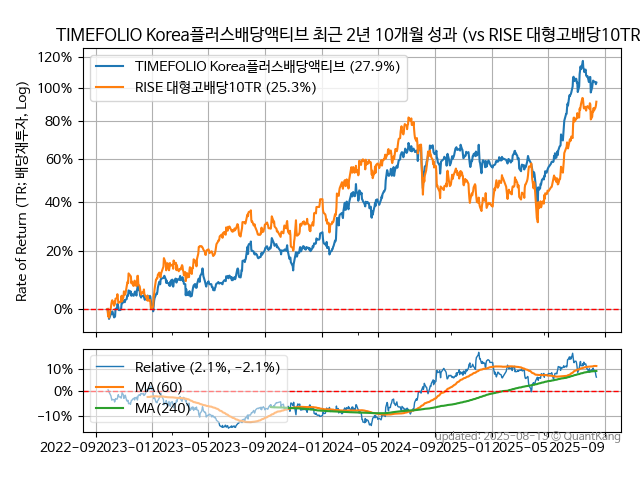 TIMEFOLIO Korea플러스배당액티브 최근 2년 10개월 성과 (vs RISE 대형고배당10TR
Rate of Return (TR: 배당재투자, Log)
120%
100%
80%
60%
40%
20%
0%
TIMEFOLIO Korea플러스배당액티브 (27.9%)
RISE 대형고배당10TR (25.3%)
10%
0%
−10%
Relative (2.1%, −2.1%)
MA(60)
MA(240)
2022−09 2023−01 2023−05 2023−09 2024−01 2024−05 2024−09 2025−01 2025−05 2025−09
updated: 2025−08−13 © QuantKang